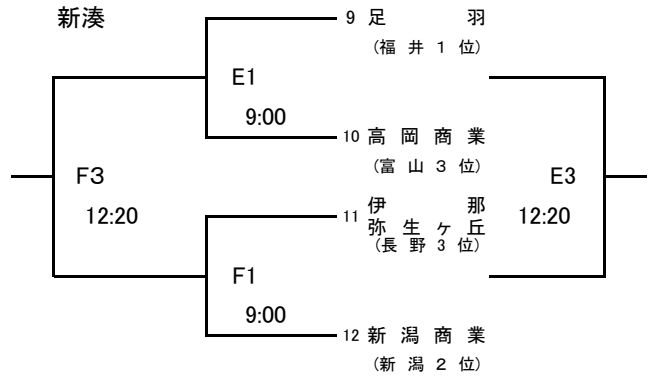 新湊
9 足 羽
(福 井 1 位)
E1
9:00
10 高 岡 商 業
(富 山 3 位)
F3
E3
12:20
12:20
11 伊 那
弥 生 ヶ 丘
(長 野 3 位)
F1
9:00
12 新 潟 商 業
(新 潟 2 位)